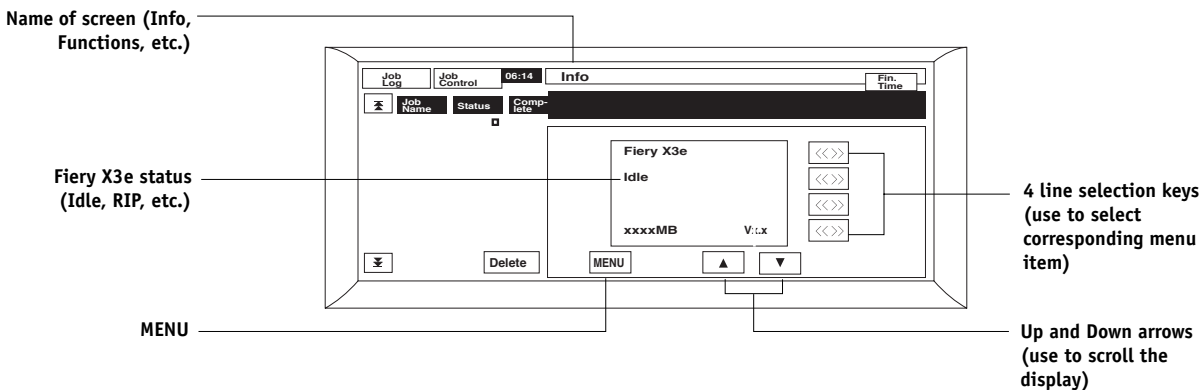 Name of screen (Info,
Functions, etc.)
Job
Log
Job
Control
06:14
Info
Fin.
Time
Job
Name
Status
Comp-
lete
Fiery X3e
Idle
xxxxMB
Fiery X3e status
(Idle, RIP, etc.)
4 line selection keys
(use to select
corresponding menu
item)
Delete
MENU
MENU
Up and Down arrows
(use to scroll the
display)